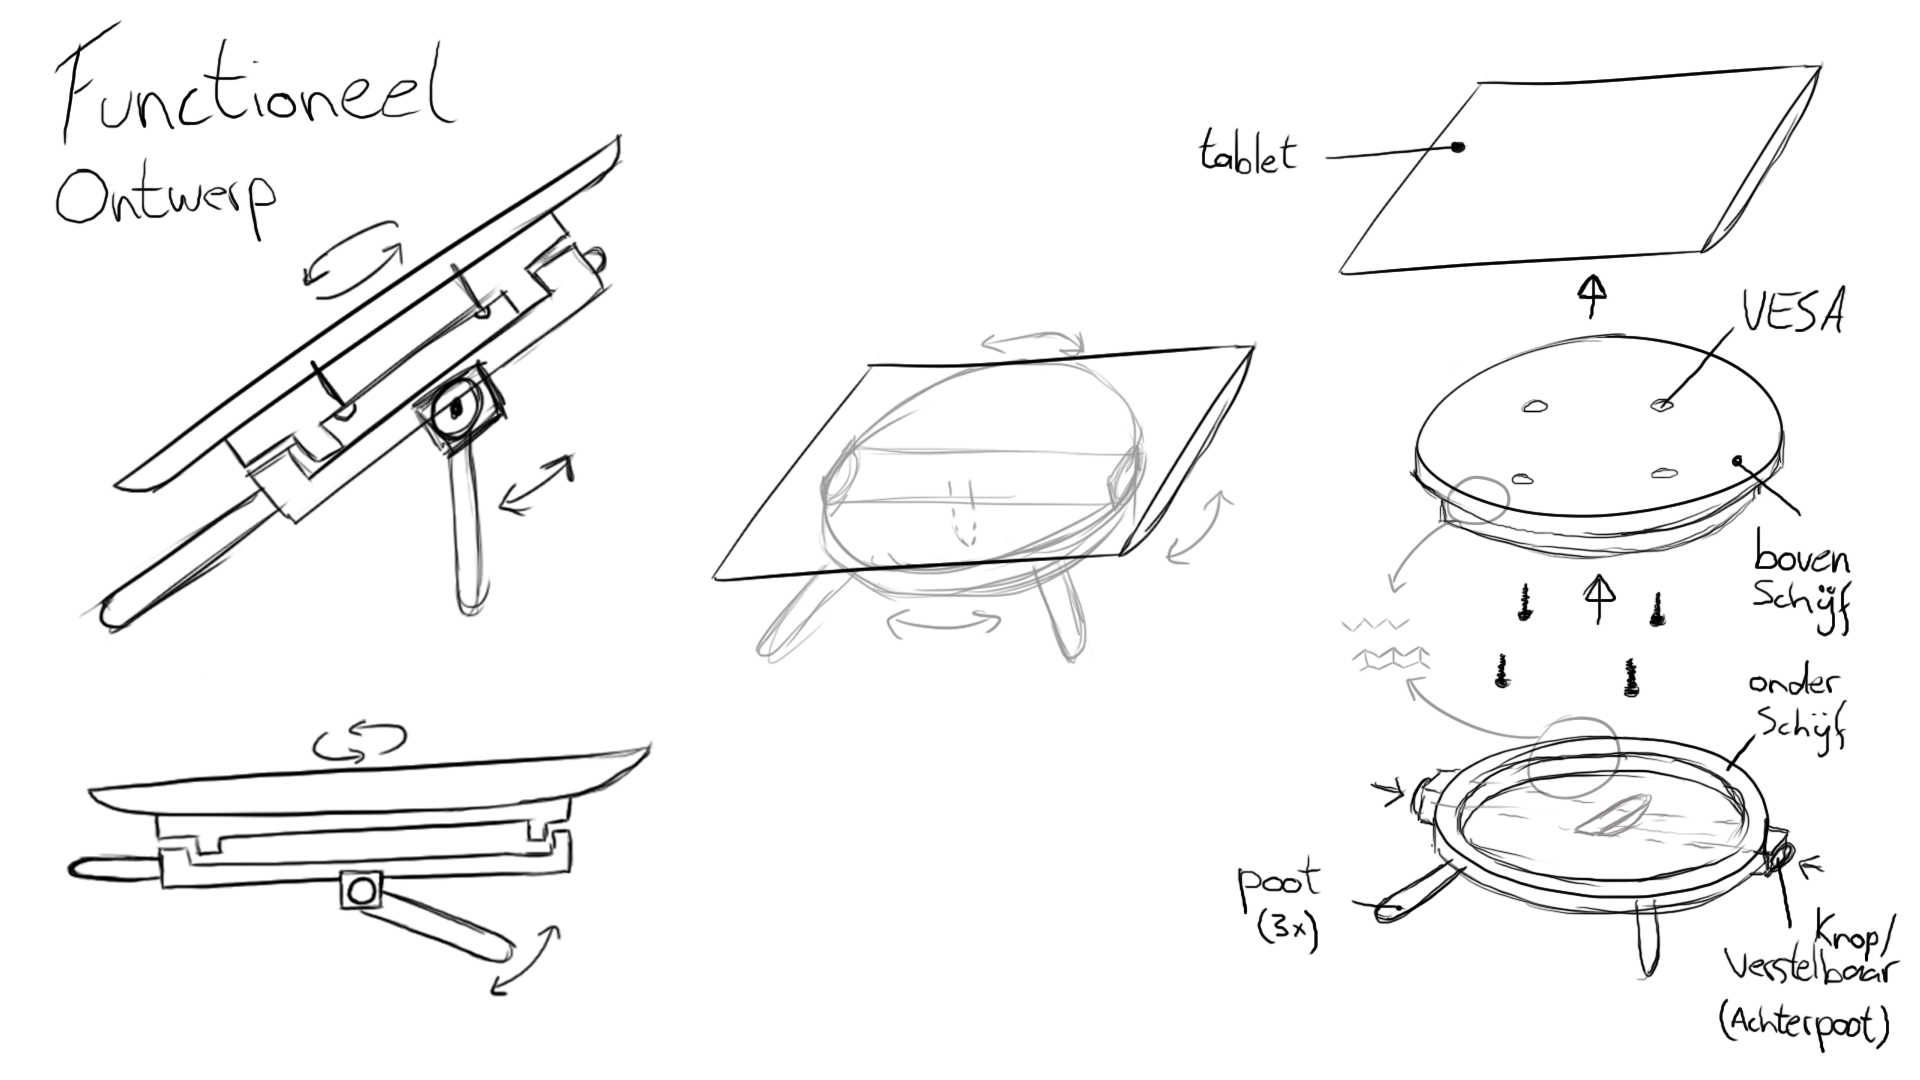 Functioneel
Ontwerp
tablet
VESA
boven
Schijf
onder
Schijf
poot
(3x)
Knop/
Verstelbaar
(Achterpoot)